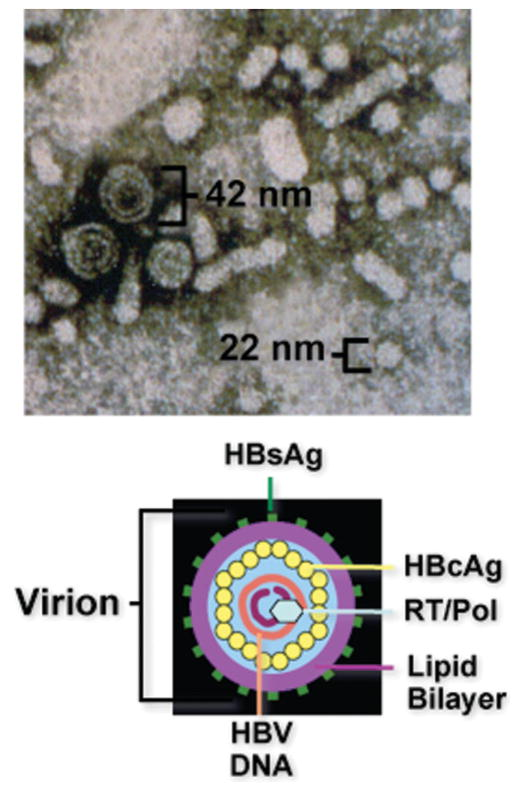 42 nm
22 nm
HBsAg
HBcAg
Virion
RT/Pol
Lipid
Bilayer
HBV
DNA